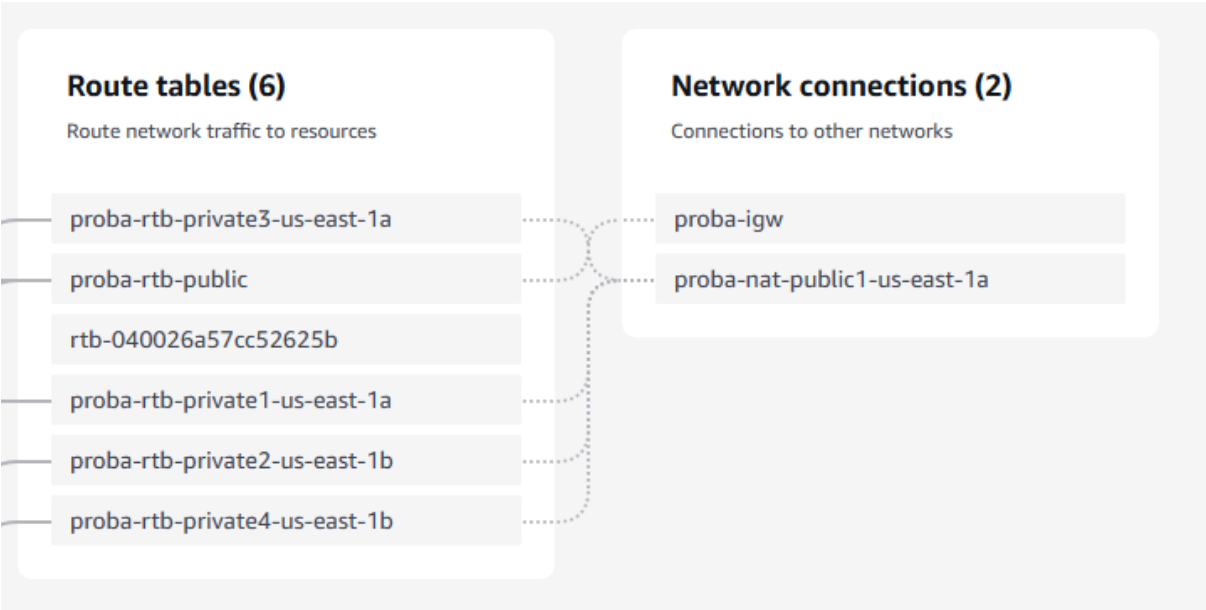 Route tables (6)
Route network traffic to resources
proba-rtb-private3-us-east-1a
proba-rtb-public
rtb-040026a57cc52625b
proba-rtb-private1-us-east-1a
proba-rtb-private2-us-east-1b
proba-rtb-private4-us-east-1b
Network connections (2)
Connections to other networks
proba-igw
proba-nat-public1-us-east-1a